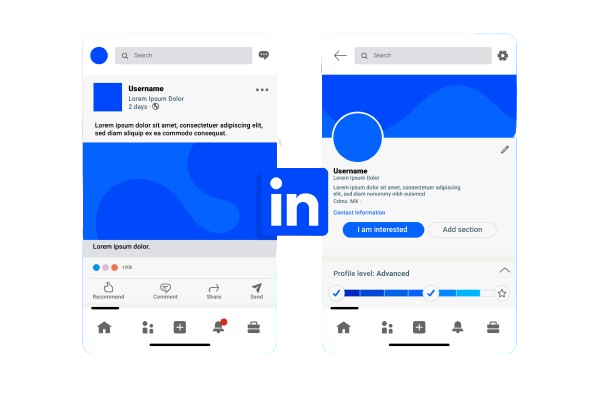 Search
Username
Lorem Ipsum Dolor
2 days ·
Lorem ipsum dolor sit amet, consectetuer adipiscing elit,
sed diam aliquip ex ea commodo consequat.
Lorem ipsum dolor.
120k
Recommend
Comment
Share
Send
in
Search
Username
Lorem Ipsum Dolor
Lorem ipsum dolor sit amet, consectetuer adipiscing
elit, sed diam nonummy nibh euismod
Cdmx. MX ·
Contact Information
I am interested
Add section
Profile level: Advanced